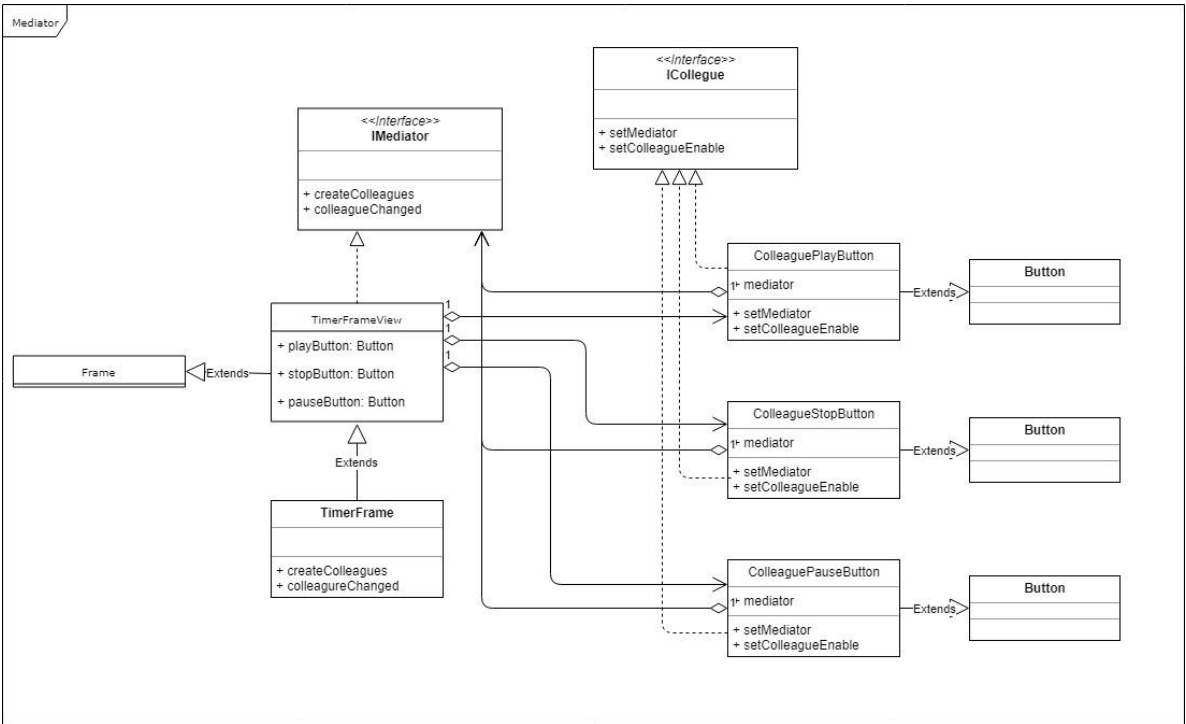 Mediator
<<Interface>>
ICollegue
+ setMediator
+ setColleagueEnable
<<Interface>>
IMediator
+ createColleagues
+ colleagueChanged
ColleaguePlayButton
1
+ mediator
+ setMediator
+ setColleagueEnable
Extends
Button
TimerFrameView
+ playButton: Button
+ stopButton: Button
+ pauseButton: Button
1
1
1
Frame
Extends
Extends
TimerFrame
+ createColleagues
+ colleagureChanged
ColleagueStopButton
1
+ mediator
+ setMediator
+ setColleagueEnable
Extends
Button
ColleaguePauseButton
1
+ mediator
+ setMediator
+ setColleagueEnable
Extends
Button